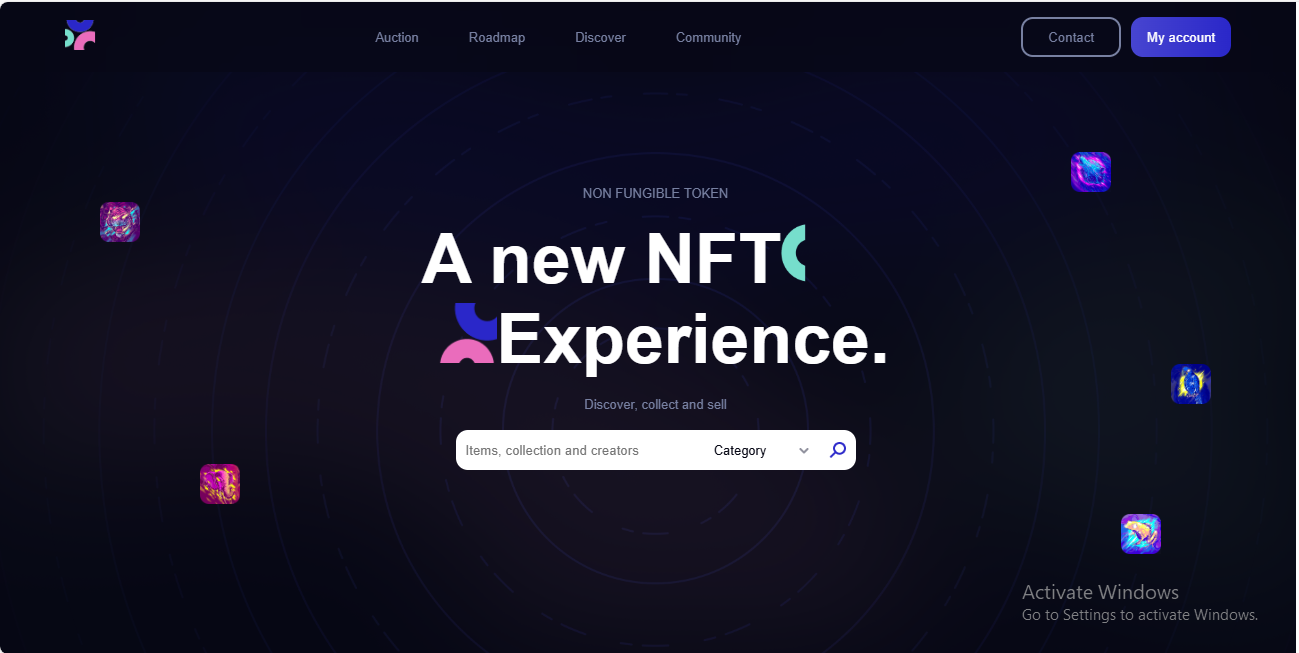 Auction Roadmap Discover Community Contact My account
NON FUNGIBLE TOKEN
A new NFT
Experience.
Discover, collect and sell
Items, collection and creators Category
Activate Windows
Go to Settings to activate Windows.